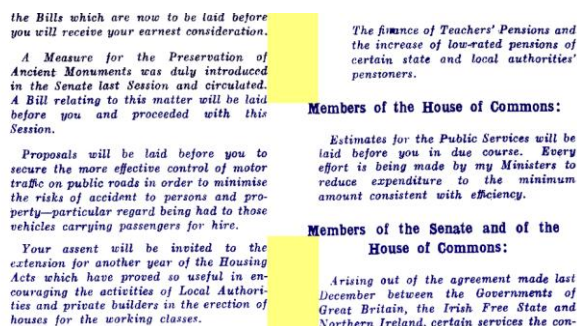 the Bills which are now to be laid before
you will receive your earnest consideration.
A Measure for the Preservation of
Ancient Monuments was duly introduced
in the Senate last Session and circulated.
A Bill relating to this matter will be laid
before you and proceeded with this
Session.
Proposals will be laid before you to
secure the more effective control of motor
traffic on public roads in order to minimise
the risks of accident to persons and pro-
perty—particular regard being had to those
vehicles carrying passengers for hire.
Your assent will be invited to the
extension for another year of the Housing
Acts which have proved so useful in en-
couraging the activities of Local Authori-
ties and private builders in the erection of
houses for the working classes.
The finance of Teachers' Pensions and
the increase of low-rated pensions of
certain state and local authorities'
pensioners.
Members of the House of Commons:
Estimates for the Public Services will be
laid before you in due course. Every
effort is being made by my Ministers to
reduce expenditure to the minimum
amount consistent with efficiency.
Members of the Senate and of the
House of Commons:
Arising out of the agreement made last
December between the Governments of
Great Britain, the Irish Free State and
Northern Ireland, certain services the con-